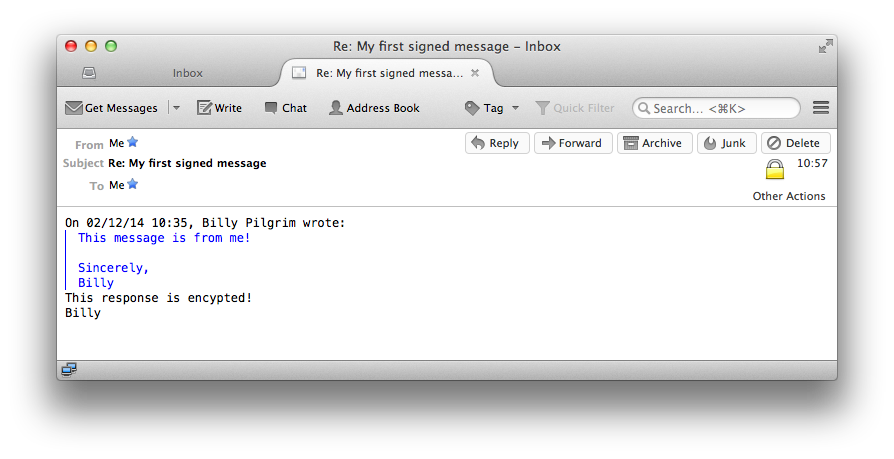 Re: My first signed message – Inbox
Inbox
Re: My first signed messa...
Get Messages Write Chat Address Book Tag Quick Filter Search... <⌘K>
From Me Reply Forward Archive Junk Delete
Subject Re: My first signed message 10:57
To Me
Other Actions
On 02/12/14 10:35, Billy Pilgrim wrote:
This message is from me!
Sincerely,
Billy
This response is encypted!
Billy